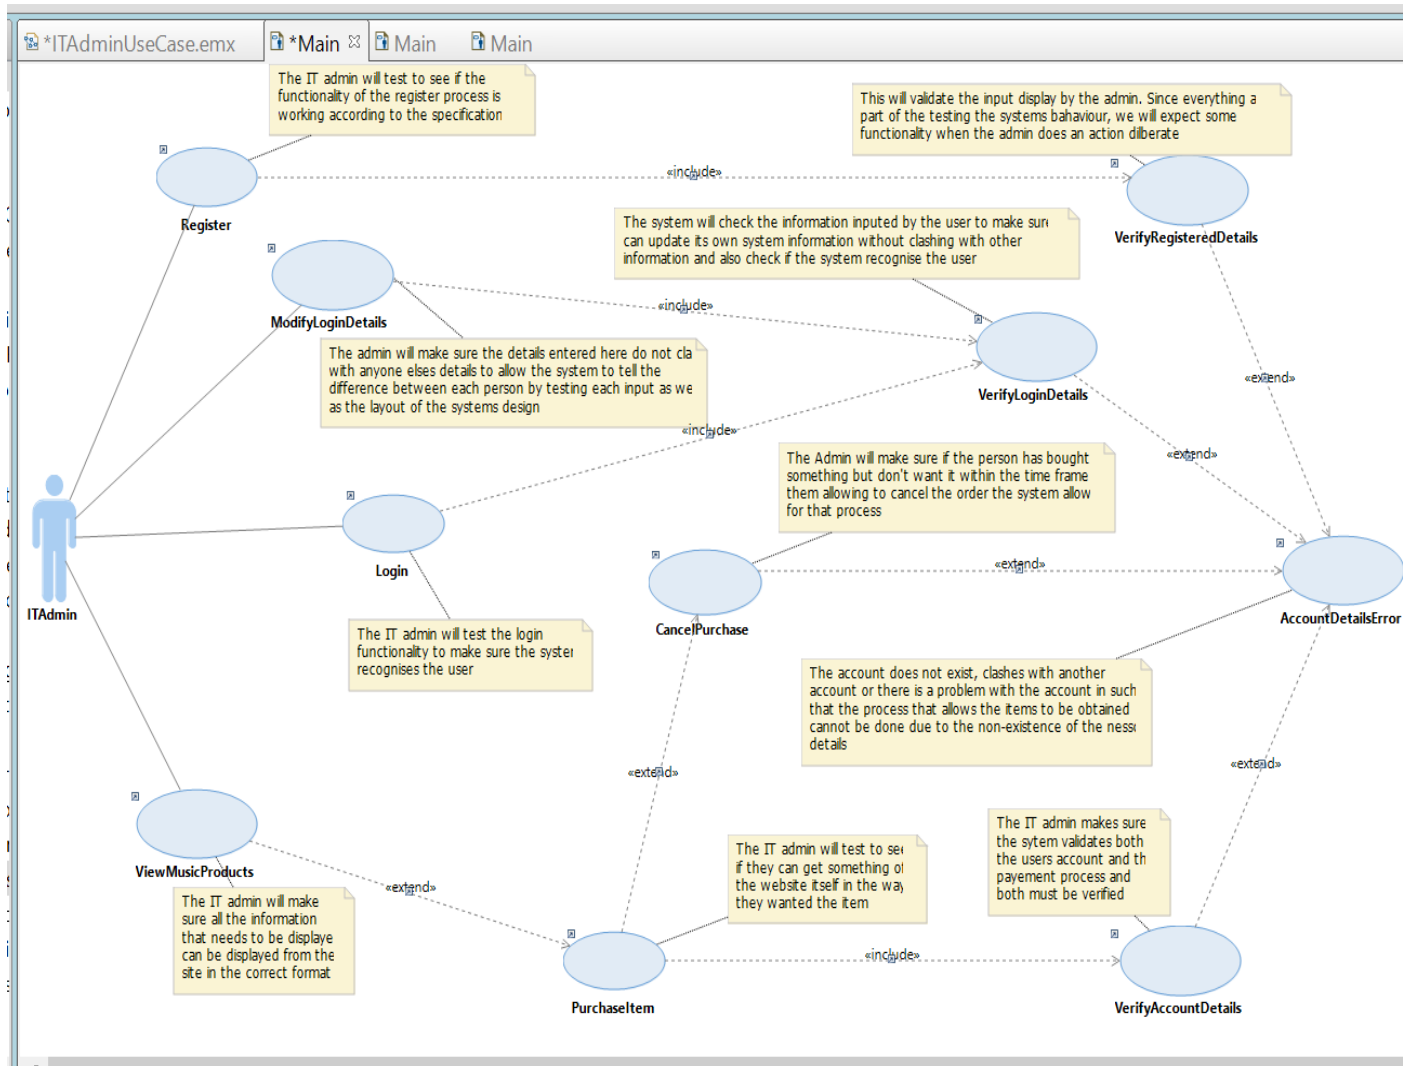 *ITAdminUseCase.emx
*Main
Main
Main
The IT admin will test to see if the
functionality of the register process is
working according to the specification
This will validate the input display by the admin. Since everything a
part of the testing the systems bahaviour, we will expect some
functionality when the admin does an action dilberate
«include»
Register
VerifyRegisteredDetails
The system will check the information inputed by the user to make sure
can update its own system information without clashing with other
information and also check if the system recognise the user
«include»
ModifyLoginDetails
The admin will make sure the details entered here do not cla
with anyone elses details to allow the system to tell the
difference between each person by testing each input as we
as the layout of the systems design
VerifyLoginDetails
«extend»
«include»
«extend»
The Admin will make sure if the person has bought
something but don't want it within the time frame
them allowing to cancel the order the system allow
for that process
Login
ITAdmin
«extend»
CancelPurchase
AccountDetailsError
The IT admin will test the login
functionality to make sure the syster
recognises the user
The account does not exist, clashes with another
account or there is a problem with the account in such
that the process that allows the items to be obtained
cannot be done due to the non-existence of the ness
details
«extend»
«extend»
ViewMusicProducts
«extend»
The IT admin will make
sure all the information
that needs to be displaye
can be displayed from the
site in the correct format
The IT admin will test to see
if they can get something of
the website itself in the way
they wanted the item
The IT admin makes sure
the sytem validates both
the users account and th
payement process and
both must be verified
«include»
PurchaseItem
VerifyAccountDetails